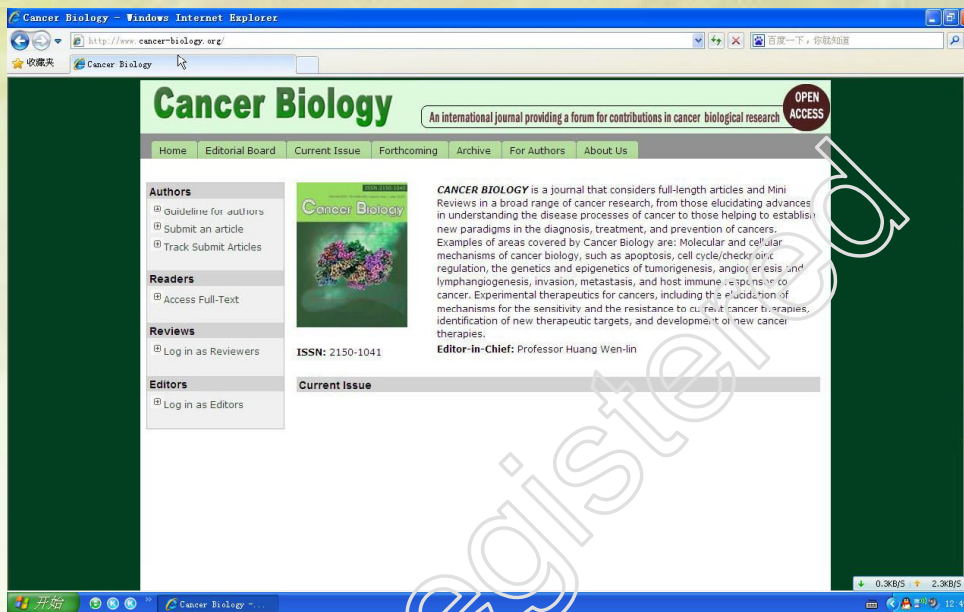 Cancer Biology - Windows Internet Explorer
http://www.cancer-biology.org/
百度一下，你就知道
收藏夹
Cancer Biology
Cancer Biology
An international journal providing a forum for contributions in cancer biological research
OPEN ACCESS
Home Editorial Board Current Issue Forthcoming Archive For Authors About Us
Authors
Guideline for authors
Submit an article
Track Submit Articles
Readers
Access Full-Text
Reviews
Log in as Reviewers
Editors
Log in as Editors
ISSN 2150-1041
Cancer Biology
ISSN: 2150-1041
CANCER BIOLOGY is a journal that considers full-length articles and Mini
Reviews in a broad range of cancer research, from those elucidating advances
in understanding the disease processes of cancer to those helping to establish
new paradigms in the diagnosis, treatment, and prevention of cancers.
Examples of areas covered by Cancer Biology are: Molecular and cellular
mechanisms of cancer biology, such as apoptosis, cell cycle/checkpoint
regulation, the genetics and epigenetics of tumorigenesis, angiogenesis and
lymphangiogenesis, invasion, metastasis, and host immune responses to
cancer. Experimental therapeutics for cancers, including the elucidation of
mechanisms for the sensitivity and the resistance to current cancer therapies,
identification of new therapeutic targets, and development of new cancer
therapies.
Editor-in-Chief: Professor Huang Wen-lin
Current Issue
egistered
0.3KB/S 2.3KB/S
开始
Cancer Biology -...
12:4